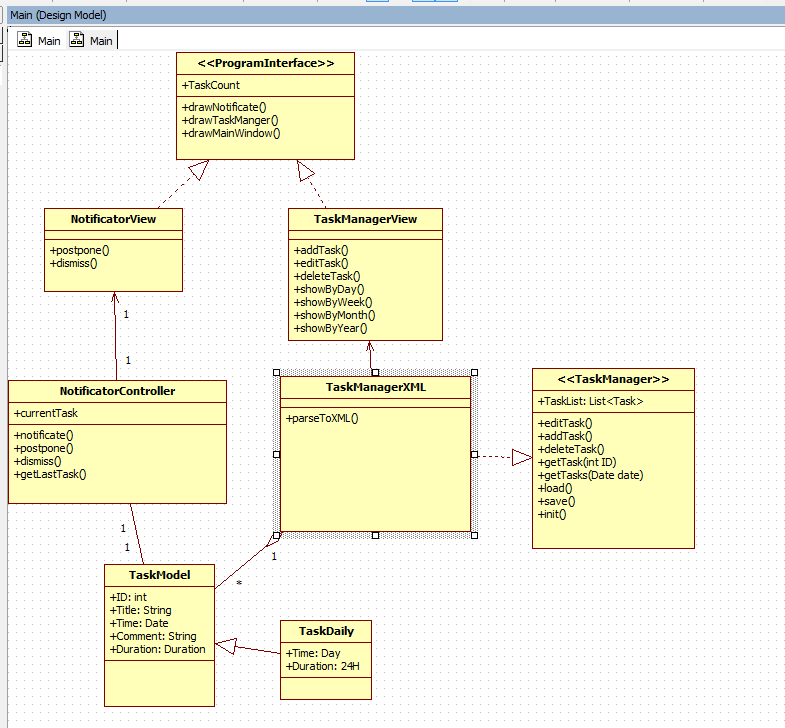 Main (Design Model)
Main Main
<<ProgramInterface>>
+TaskCount
+drawNotificate()
+drawTaskManger()
+drawMainWindow()
NotificatorView
+postpone()
+dismiss()
TaskManagerView
+addTask()
+editTask()
+deleteTask()
+showByDay()
+showByWeek()
+showByMonth()
+showByYear()
1
1
NotificatorController
+currentTask
+notificate()
+postpone()
+dismiss()
+getLastTask()
TaskManagerXML
+parseToXML()
<<TaskManager>>
+TaskList: List<Task>
+editTask()
+addTask()
+deleteTask()
+getTask(int ID)
+getTasks(Date date)
+load()
+save()
+init()
1
1
1
*
TaskModel
+ID: int
+Title: String
+Time: Date
+Comment: String
+Duration: Duration
TaskDaily
+Time: Day
+Duration: 24H